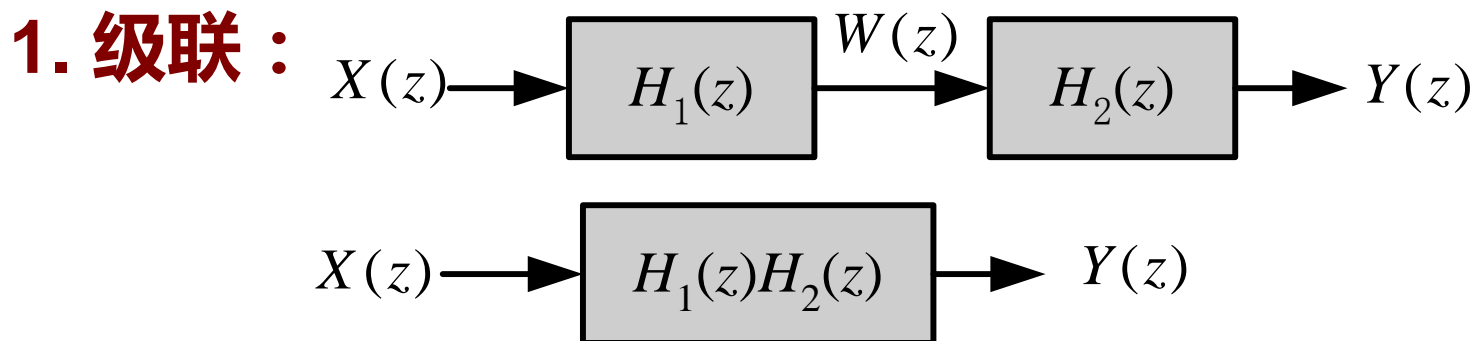 1. 级联：
X(z) H₁(z) W(z) H₂(z) Y(z)
X(z) H₁(z)H₂(z) Y(z)